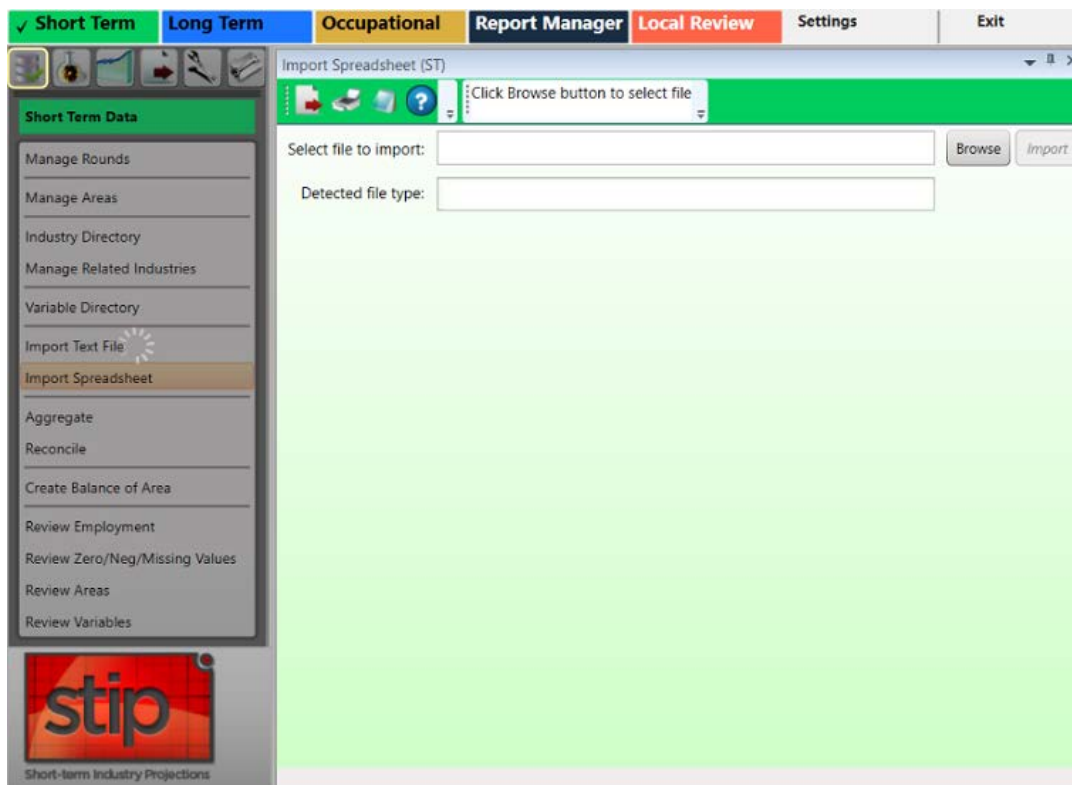 ✓ Short Term
Long Term
Occupational
Report Manager
Local Review
Settings
Exit
Import Spreadsheet (ST)
Click Browse button to select file
Short Term Data
Select file to import:
Browse
Import
Detected file type:
Manage Rounds
Manage Areas
Industry Directory
Manage Related Industries
Variable Directory
Import Text File
Import Spreadsheet
Aggregate
Reconcile
Create Balance of Area
Review Employment
Review Zero/Neg/Missing Values
Review Areas
Review Variables
stip
Short-term Industry Projections